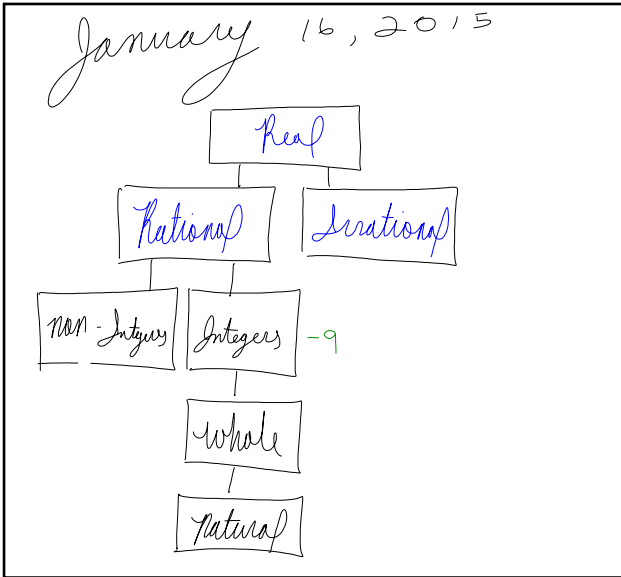 January 16, 2015
Real
Rational Irrational
non-Integers Integers -9
Whole
Natural